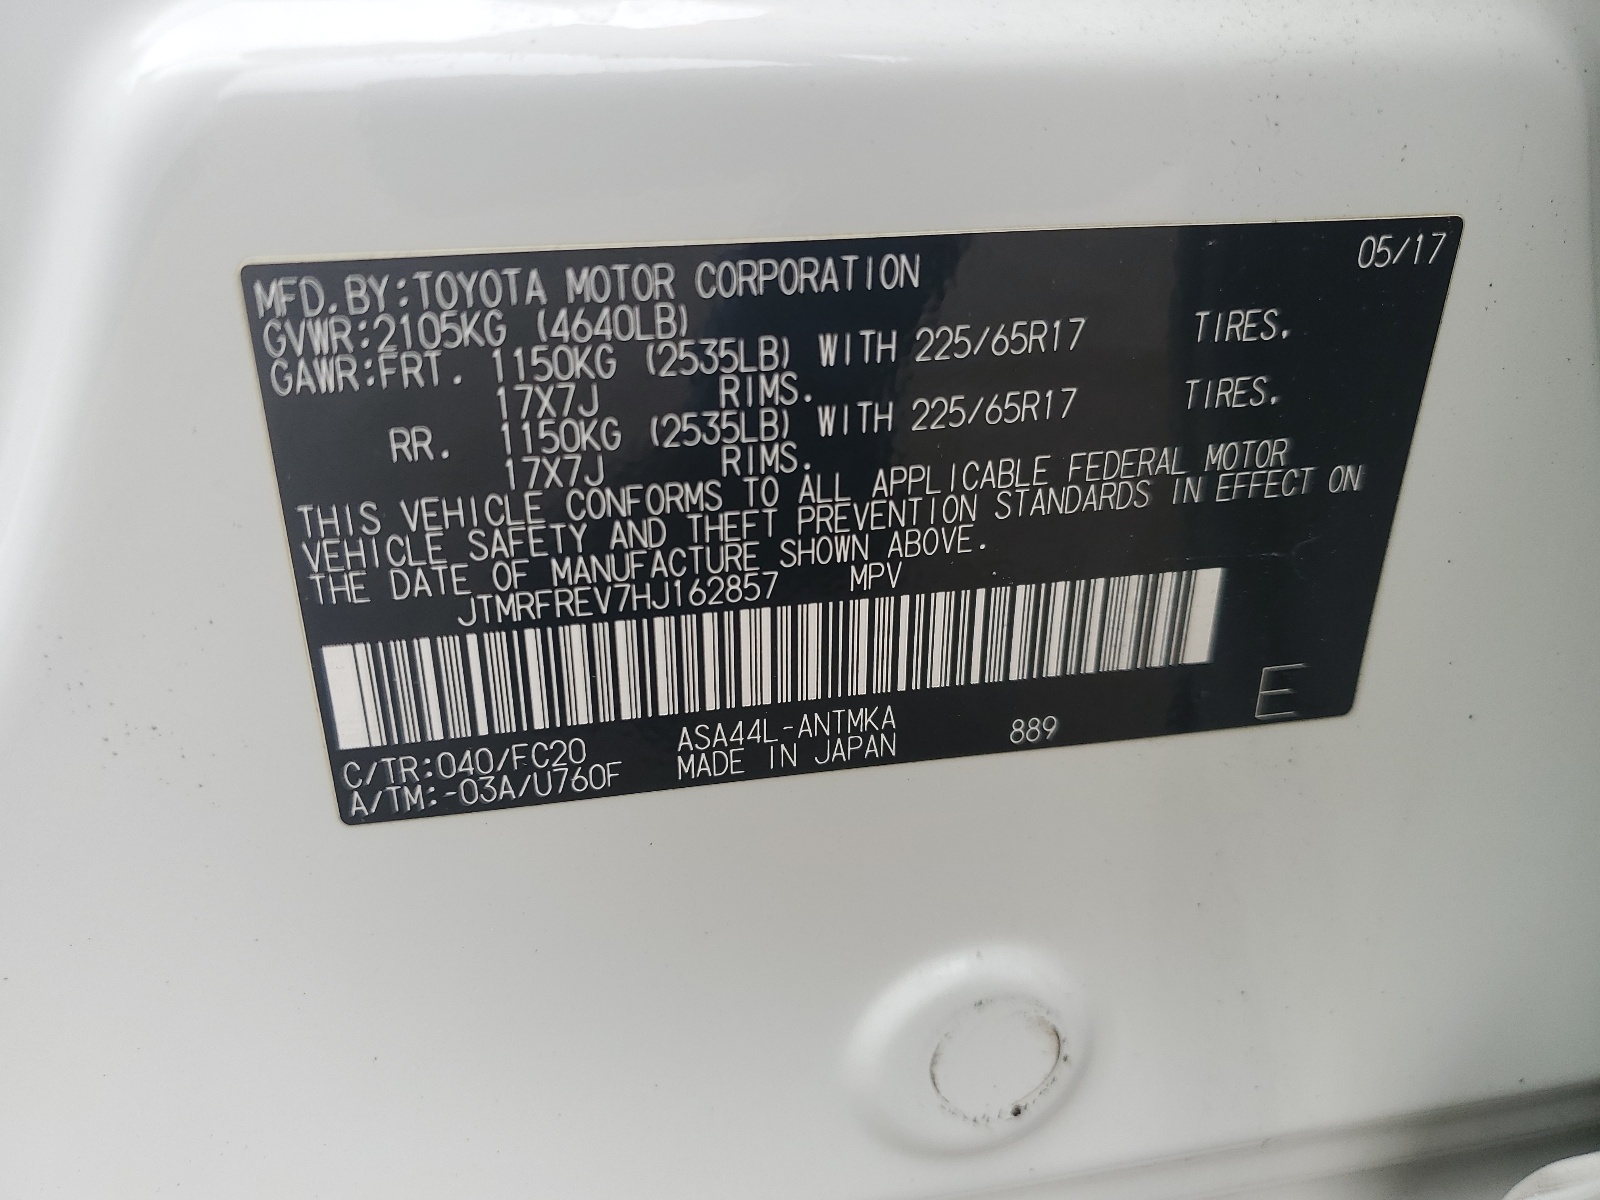 05/17
MFD.BY:TOYOTA MOTOR CORPORATION
GVWR:2105KG (4640LB)
GAWR:FRT. 1150KG (2535LB) WITH 225/65R17 TIRES.
17X7J RIMS.
RR. 1150KG (2535LB) WITH 225/65R17 TIRES.
17X7J RIMS.
THIS VEHICLE CONFORMS TO ALL APPLICABLE FEDERAL MOTOR
VEHICLE SAFETY AND THEFT PREVENTION STANDARDS IN EFFECT ON
THE DATE OF MANUFACTURE SHOWN ABOVE.
JTMRFREV7HJ162857 MPV
C/TR:040/FC20 ASA44L-ANTMKA 889 E
A/TM:-03A/U760F MADE IN JAPAN